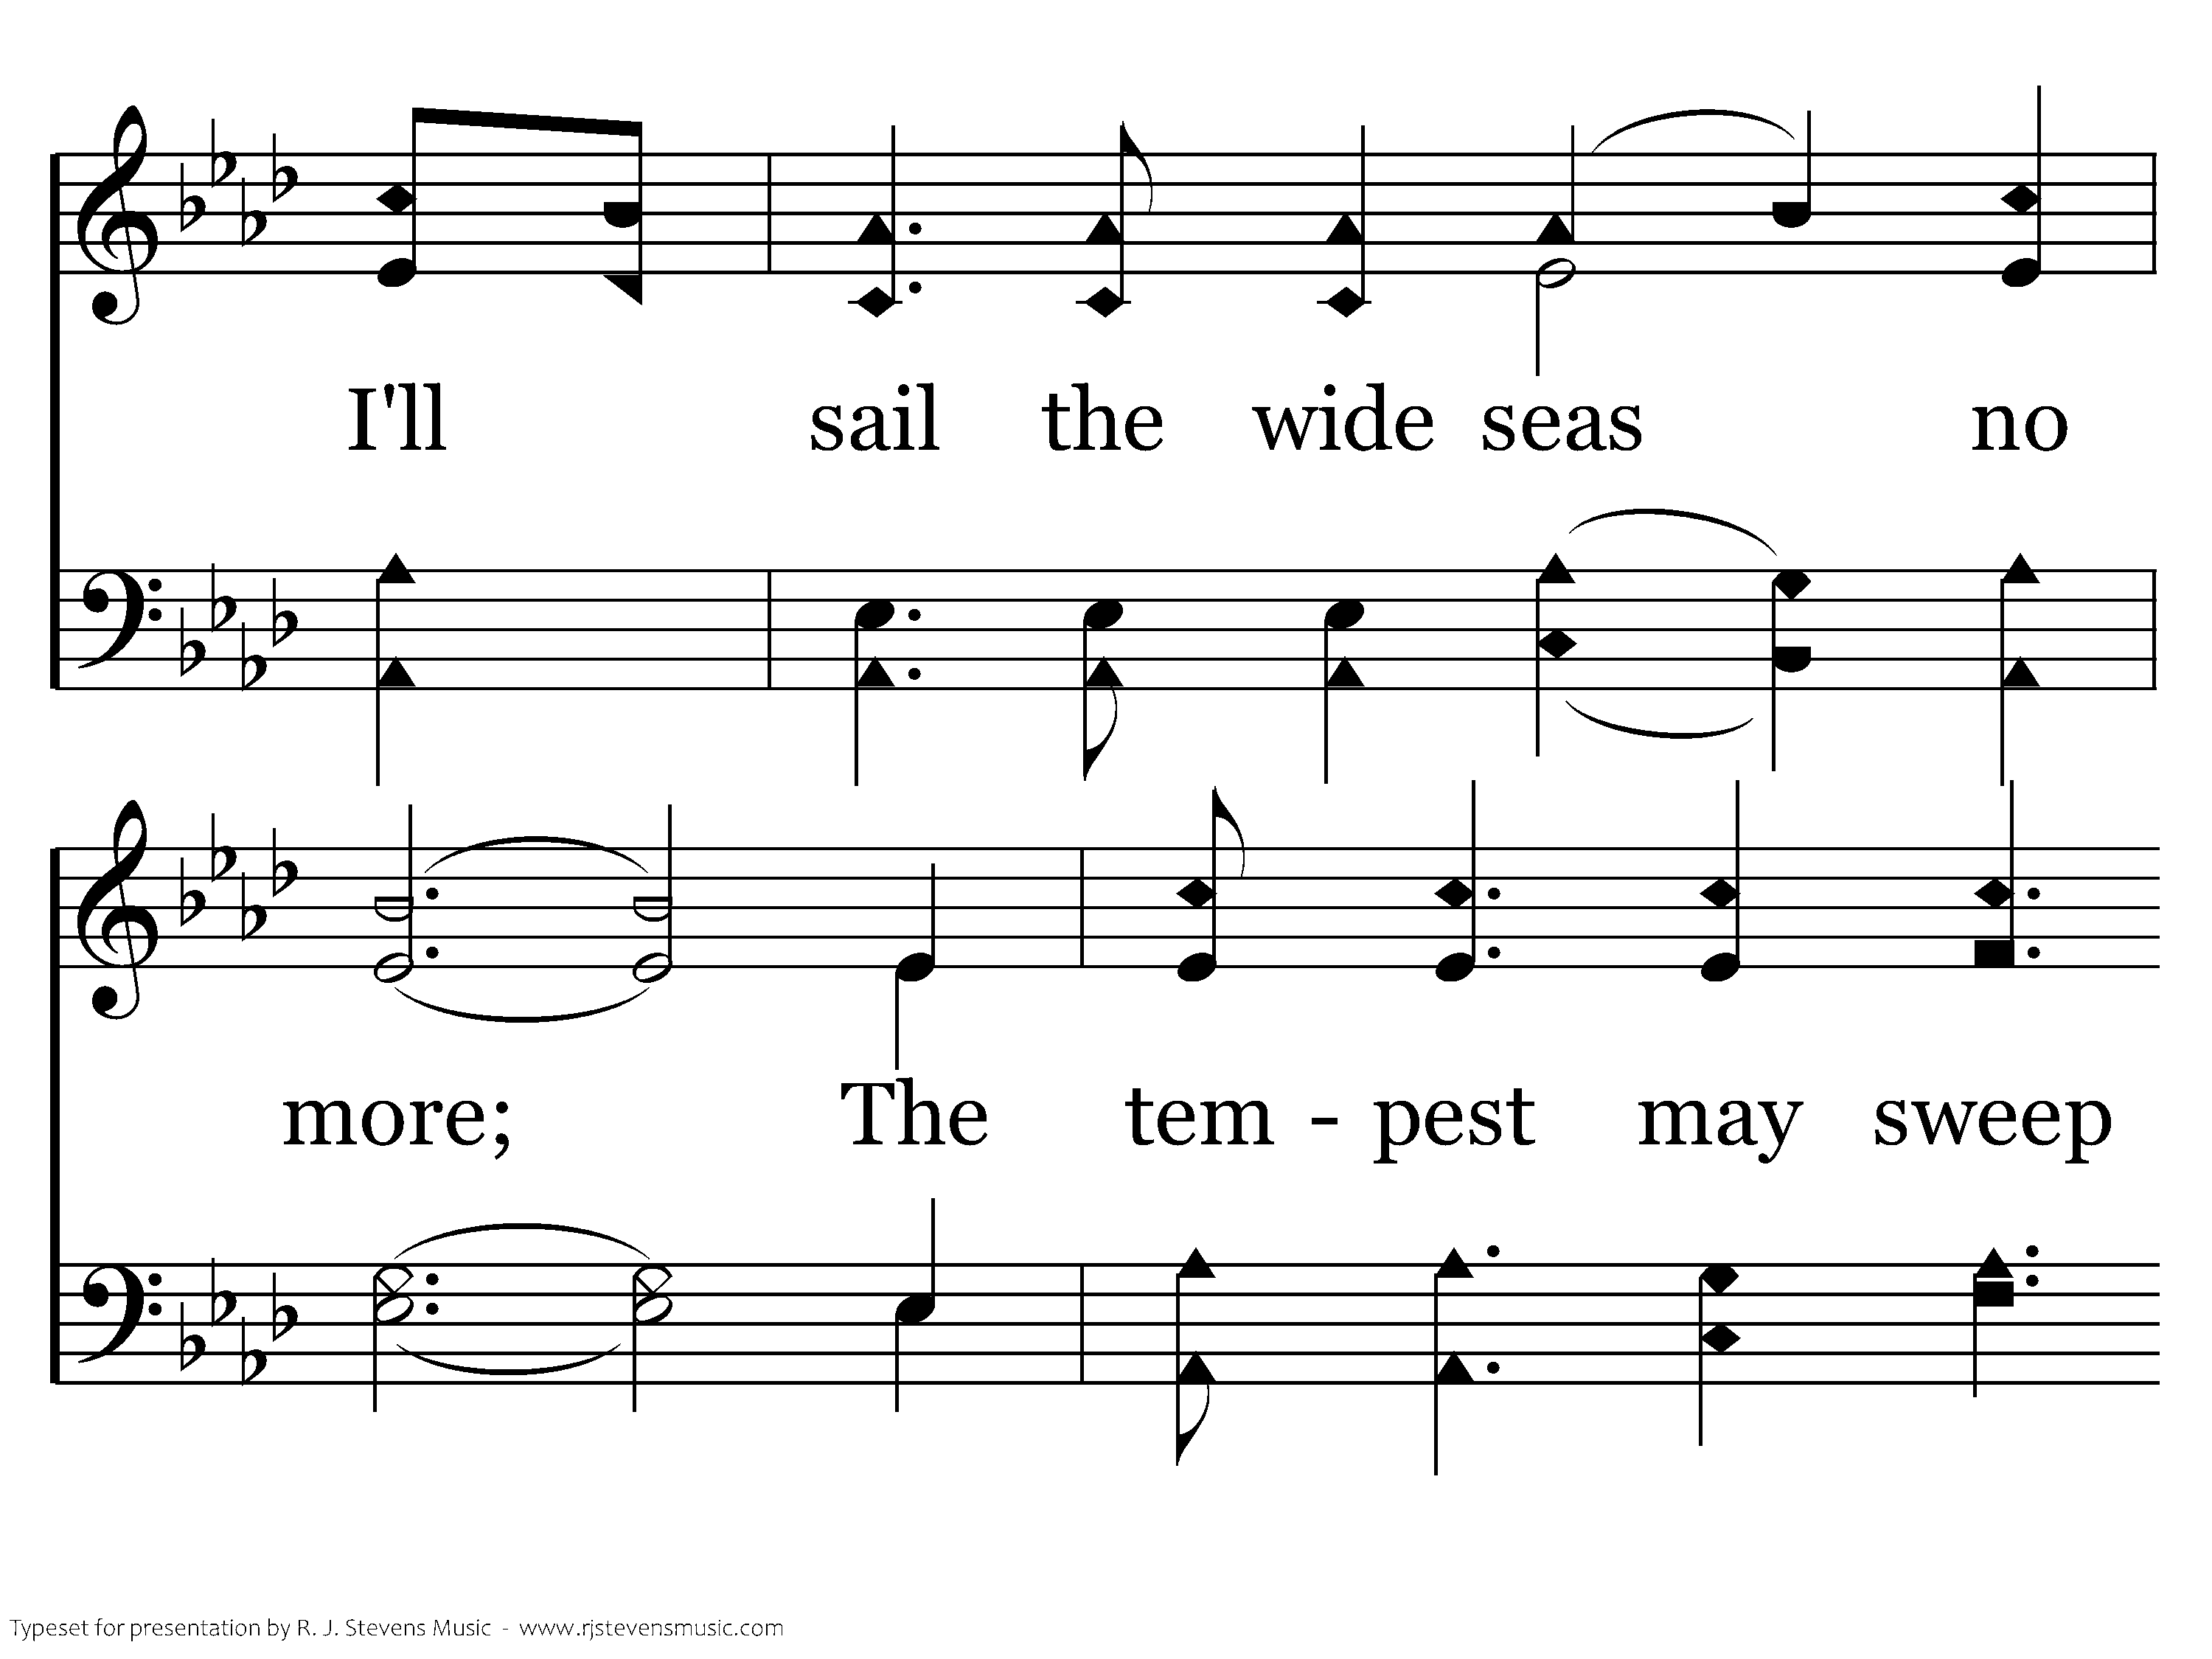 I'll sail the wide seas no
more; The tem - pest may sweep
Typeset for presentation by R. J. Stevens Music - www.rjstevensmusic.com